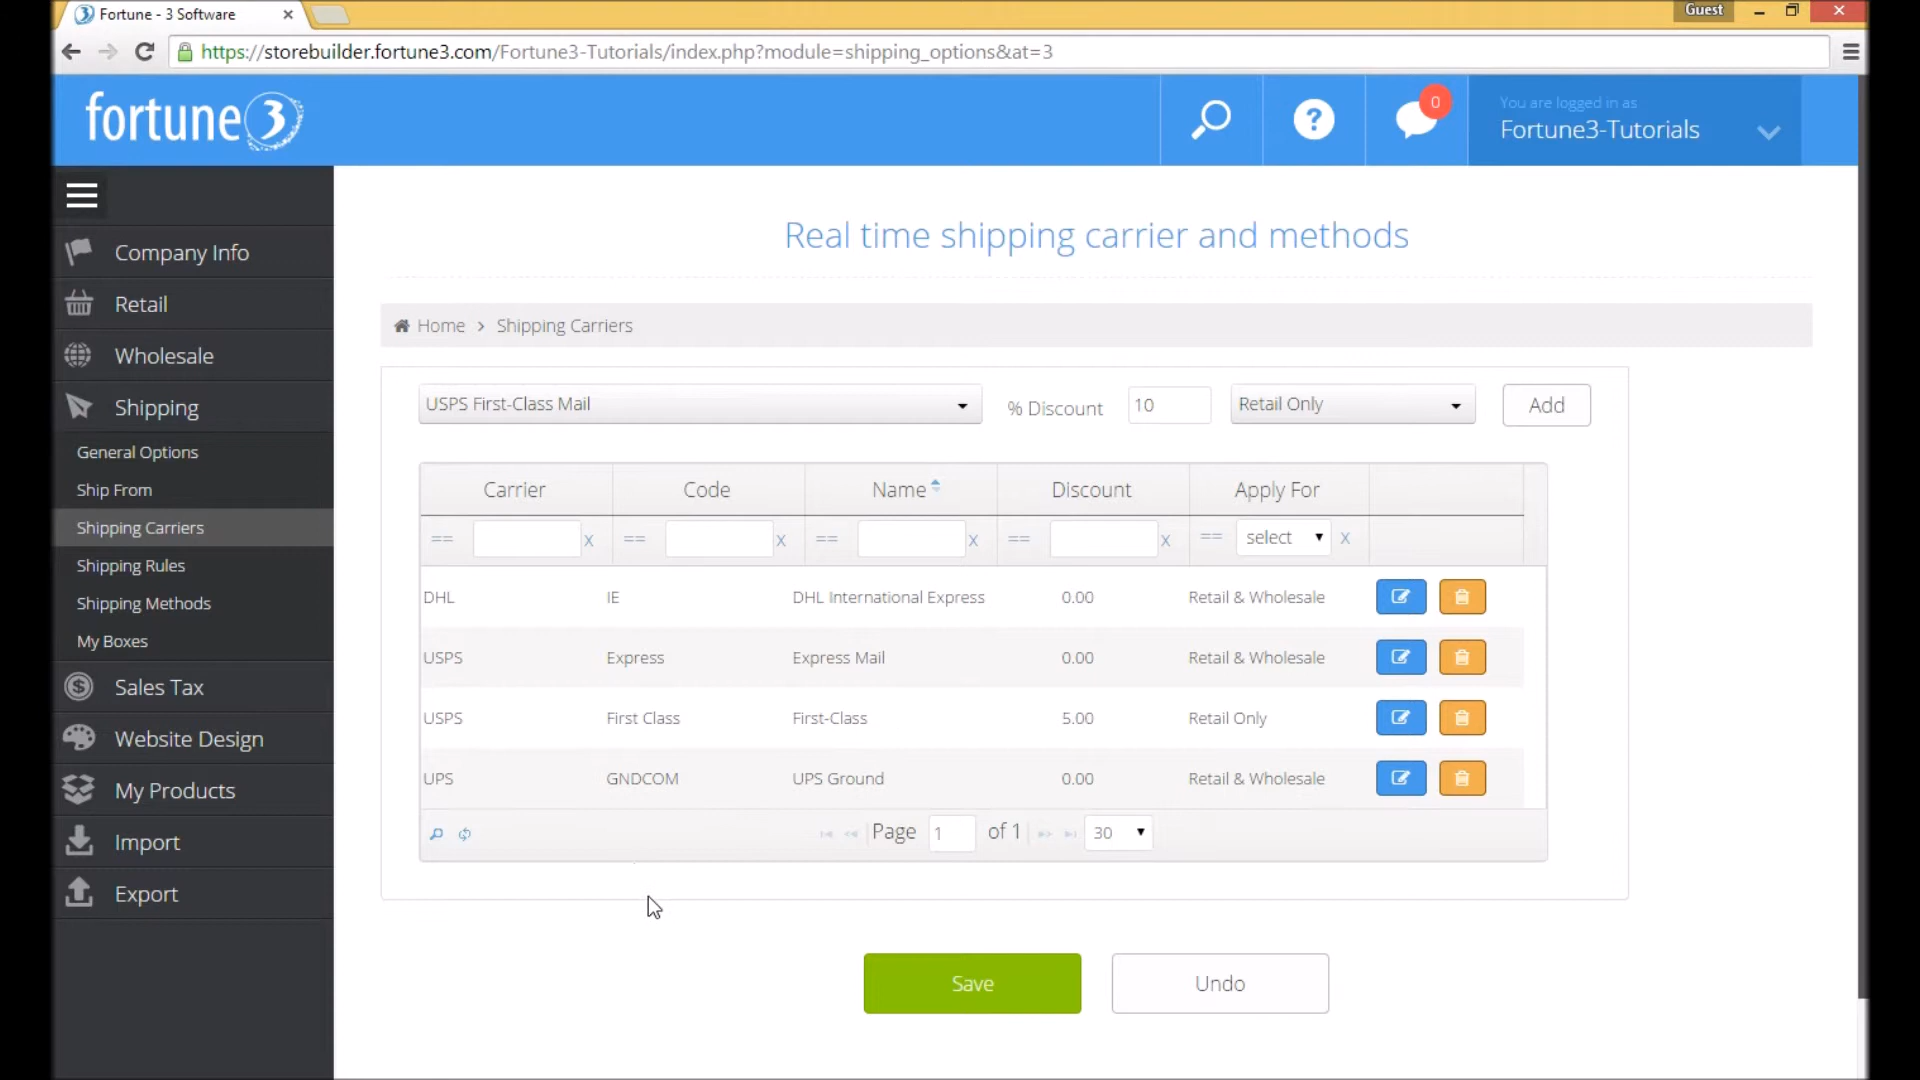 Fortune - 3 Software
Guest
https://storebuilder.fortune3.com/Fortune3-Tutorials/index.php?module=shipping_options&at=3
fortune3
?
0
You are logged in as
Fortune3-Tutorials
Company Info
Retail
Wholesale
Shipping
General Options
Ship From
Shipping Carriers
Shipping Rules
Shipping Methods
My Boxes
Sales Tax
Website Design
My Products
Import
Export
Real time shipping carrier and methods
Home > Shipping Carriers
USPS First-Class Mail % Discount 10 Retail Only Add
Carrier Code Name Discount Apply For
== x == x == x == x == select x
DHL IE DHL International Express 0.00 Retail & Wholesale
USPS Express Express Mail 0.00 Retail & Wholesale
USPS First Class First-Class 5.00 Retail Only
UPS GNDCOM UPS Ground 0.00 Retail & Wholesale
Page 1 of 1 30
Save Undo